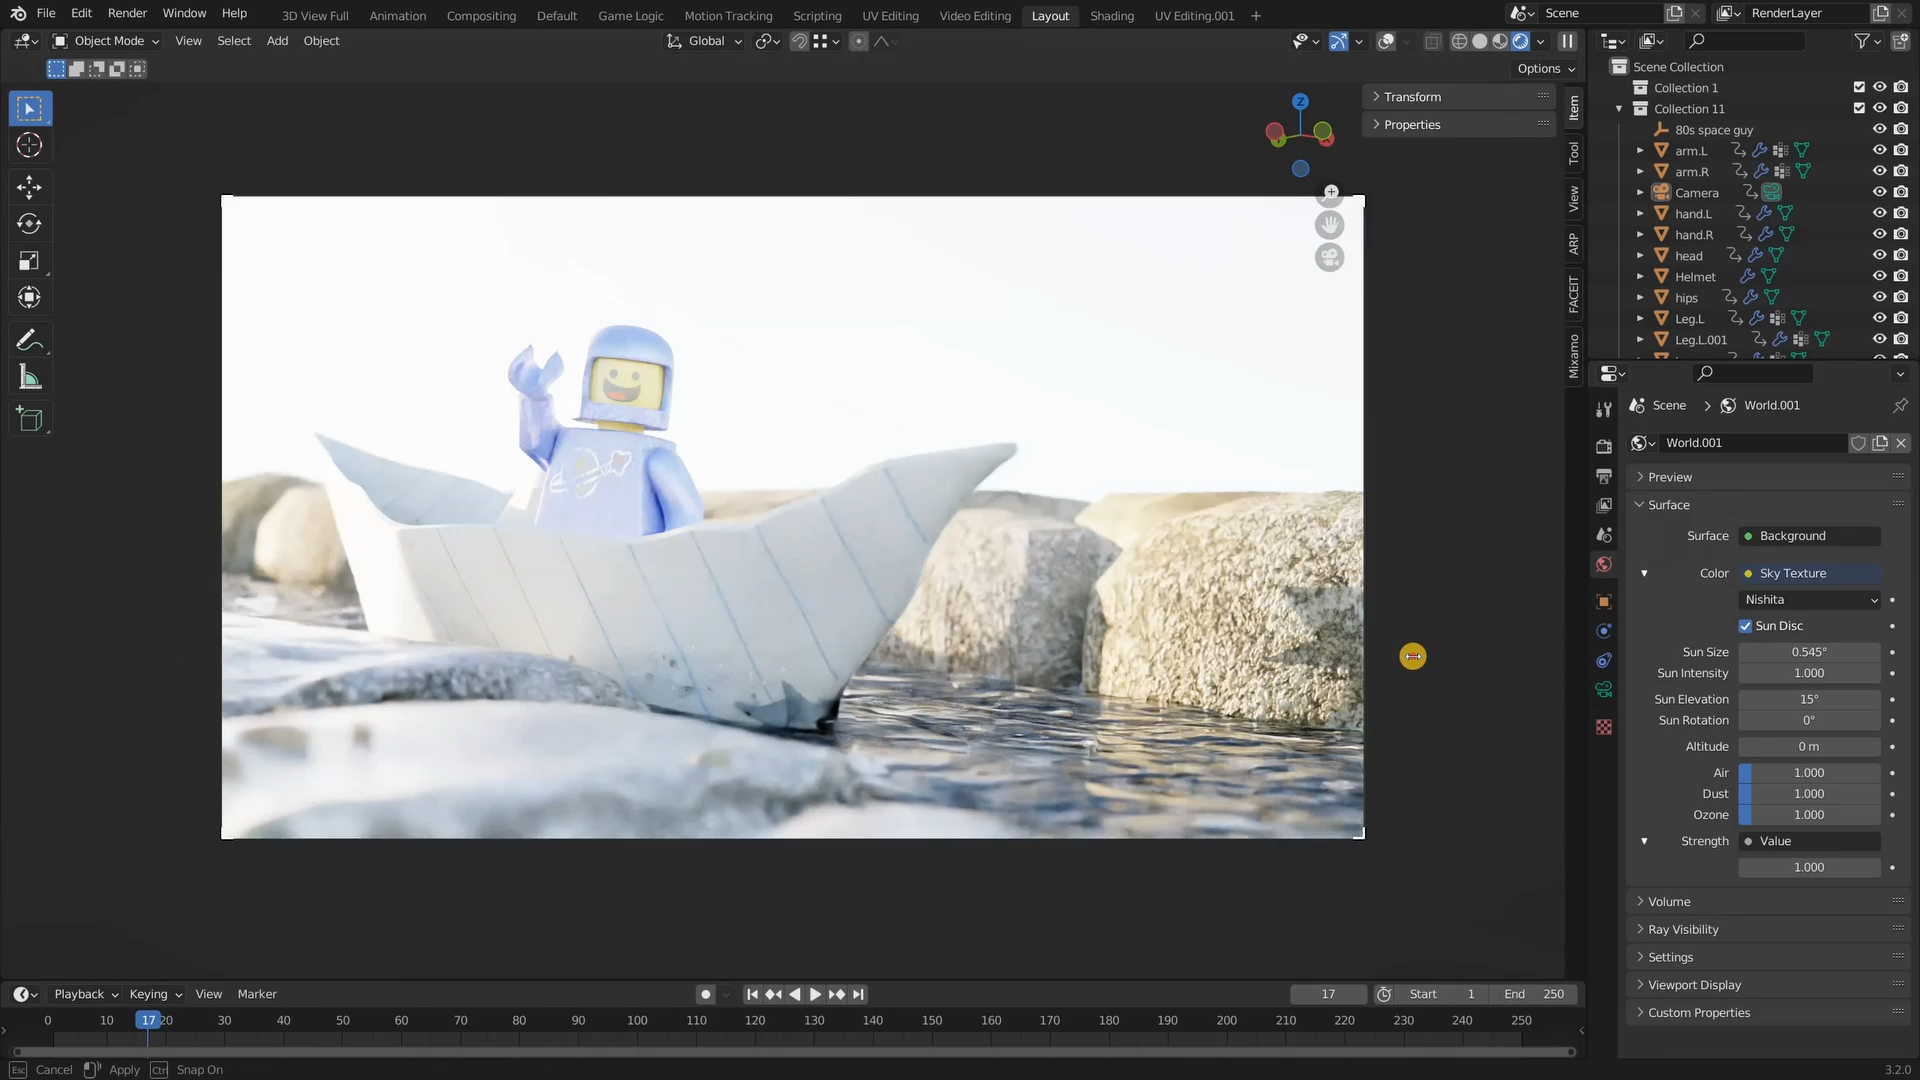 File Edit Render Window Help 3D View Full Animation Compositing Default Game Logic Motion Tracking Scripting UV Editing Video Editing Layout Shading UV Editing.001 + Scene RenderLayer
Object Mode View Select Add Object Global
Options
Transform
Properties
Z
Item
Tool
View
ARP
FACEIT
Mixamo
Scene Collection
Collection 1
Collection 11
80s space guy
arm.L
arm.R
Camera
hand.L
hand.R
head
Helmet
hips
Leg.L
Leg.L.001
Scene > World.001
World.001
Preview
Surface
Surface Background
Color Sky Texture
Nishita
Sun Disc
Sun Size 0.545°
Sun Intensity 1.000
Sun Elevation 15°
Sun Rotation 0°
Altitude 0 m
Air 1.000
Dust 1.000
Ozone 1.000
Strength Value
1.000
Volume
Ray Visibility
Settings
Viewport Display
Custom Properties
Playback Keying View Marker 17 Start 1 End 250
0 10 17 20 30 40 50 60 70 80 90 100 110 120 130 140 150 160 170 180 190 200 210 220 230 240 250
Esc Cancel Apply Ctrl Snap On 3.2.0